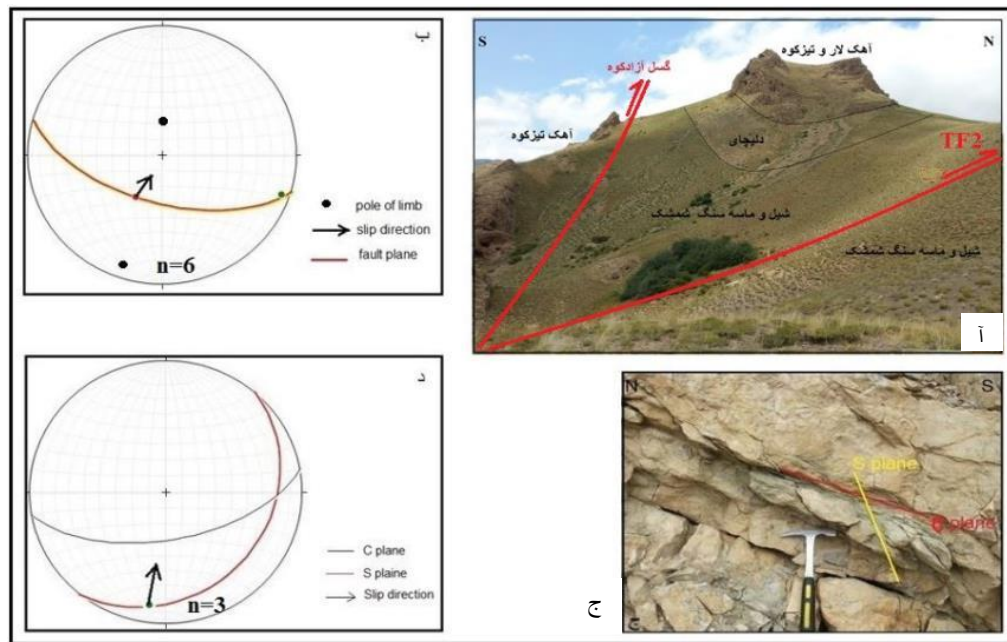 ب
pole of limb
slip direction
fault plane
n=6
S
N
آهک لار و تیزکوه
گسل آزادکوه
آهک تیزکوه
دلیچای
TF2
شیل و ماسه سنگ شمشک
شیل و ماسه سنگ شمشک
آ
د
C plane
S plaine
Slip direction
n=3
N
S
S plane
plane
ج
ج